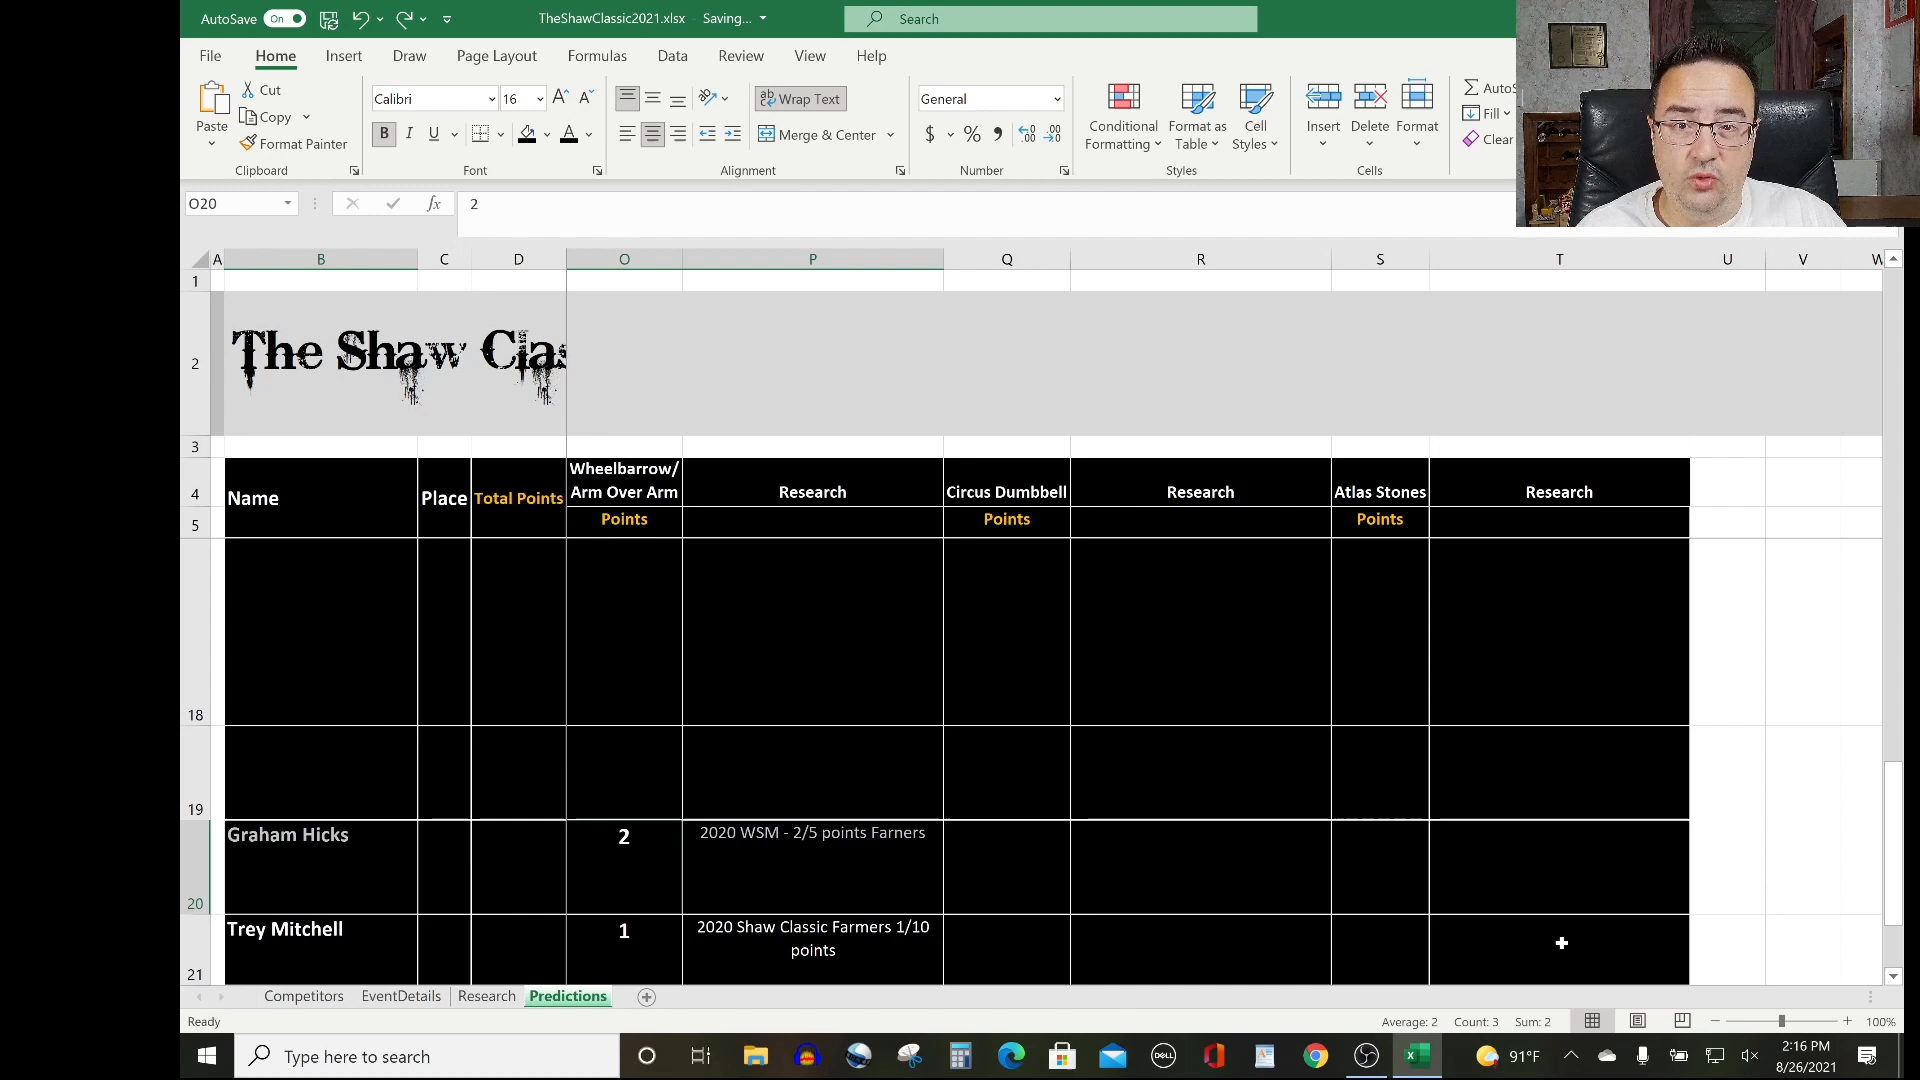 AutoSave On TheShawClassic2021.xlsx - Saving... Search
File Home Insert Draw Page Layout Formulas Data Review View Help
Paste Cut Copy Format Painter
Calibri 16 B I U
ab Wrap Text Merge & Center
General $ % 9
Conditional Formatting Format as Table Cell Styles
Insert Delete Format
Fill
Clear
Clipboard Font Alignment Number Styles Cells
O20 fx 2
A B C D O P Q R S T U V
1
2 The Shaw Clas
3
4 Name Place Total Points Wheelbarrow/ Arm Over Arm Research Circus Dumbbell Research Atlas Stones Research
5 Points Points Points
18
19
20 Graham Hicks 2 2020 WSM - 2/5 points Farners
21 Trey Mitchell 1 2020 Shaw Classic Farmers 1/10 points
Competitors EventDetails Research Predictions
Ready Average: 2 Count: 3 Sum: 2 100%
Type here to search DELL 91°F 2:16 PM
8/26/2021